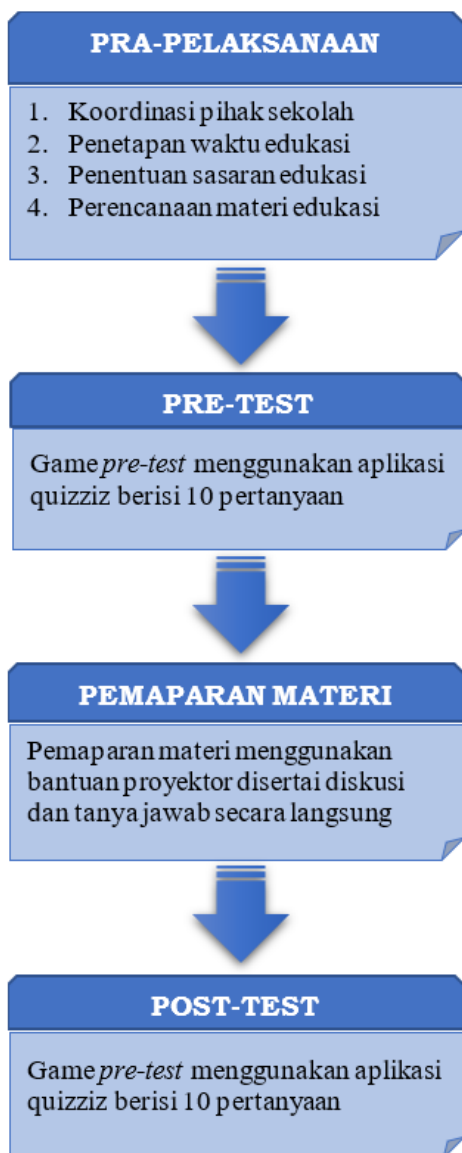 PRA-PELAKSANAAN
1. Koordinasi pihak sekolah
2. Penetapan waktu edukasi
3. Penentuan sasaran edukasi
4. Perencanaan materi edukasi
PRE-TEST
Game pre-test menggunakan aplikasi
quizziz berisi 10 pertanyaan
PEMAPARAN MATERI
Pemaparan materi menggunakan
bantuan proyektor disertai diskusi
dan tanya jawab secara langsung
POST-TEST
Game pre-test menggunakan aplikasi
quizziz berisi 10 pertanyaan